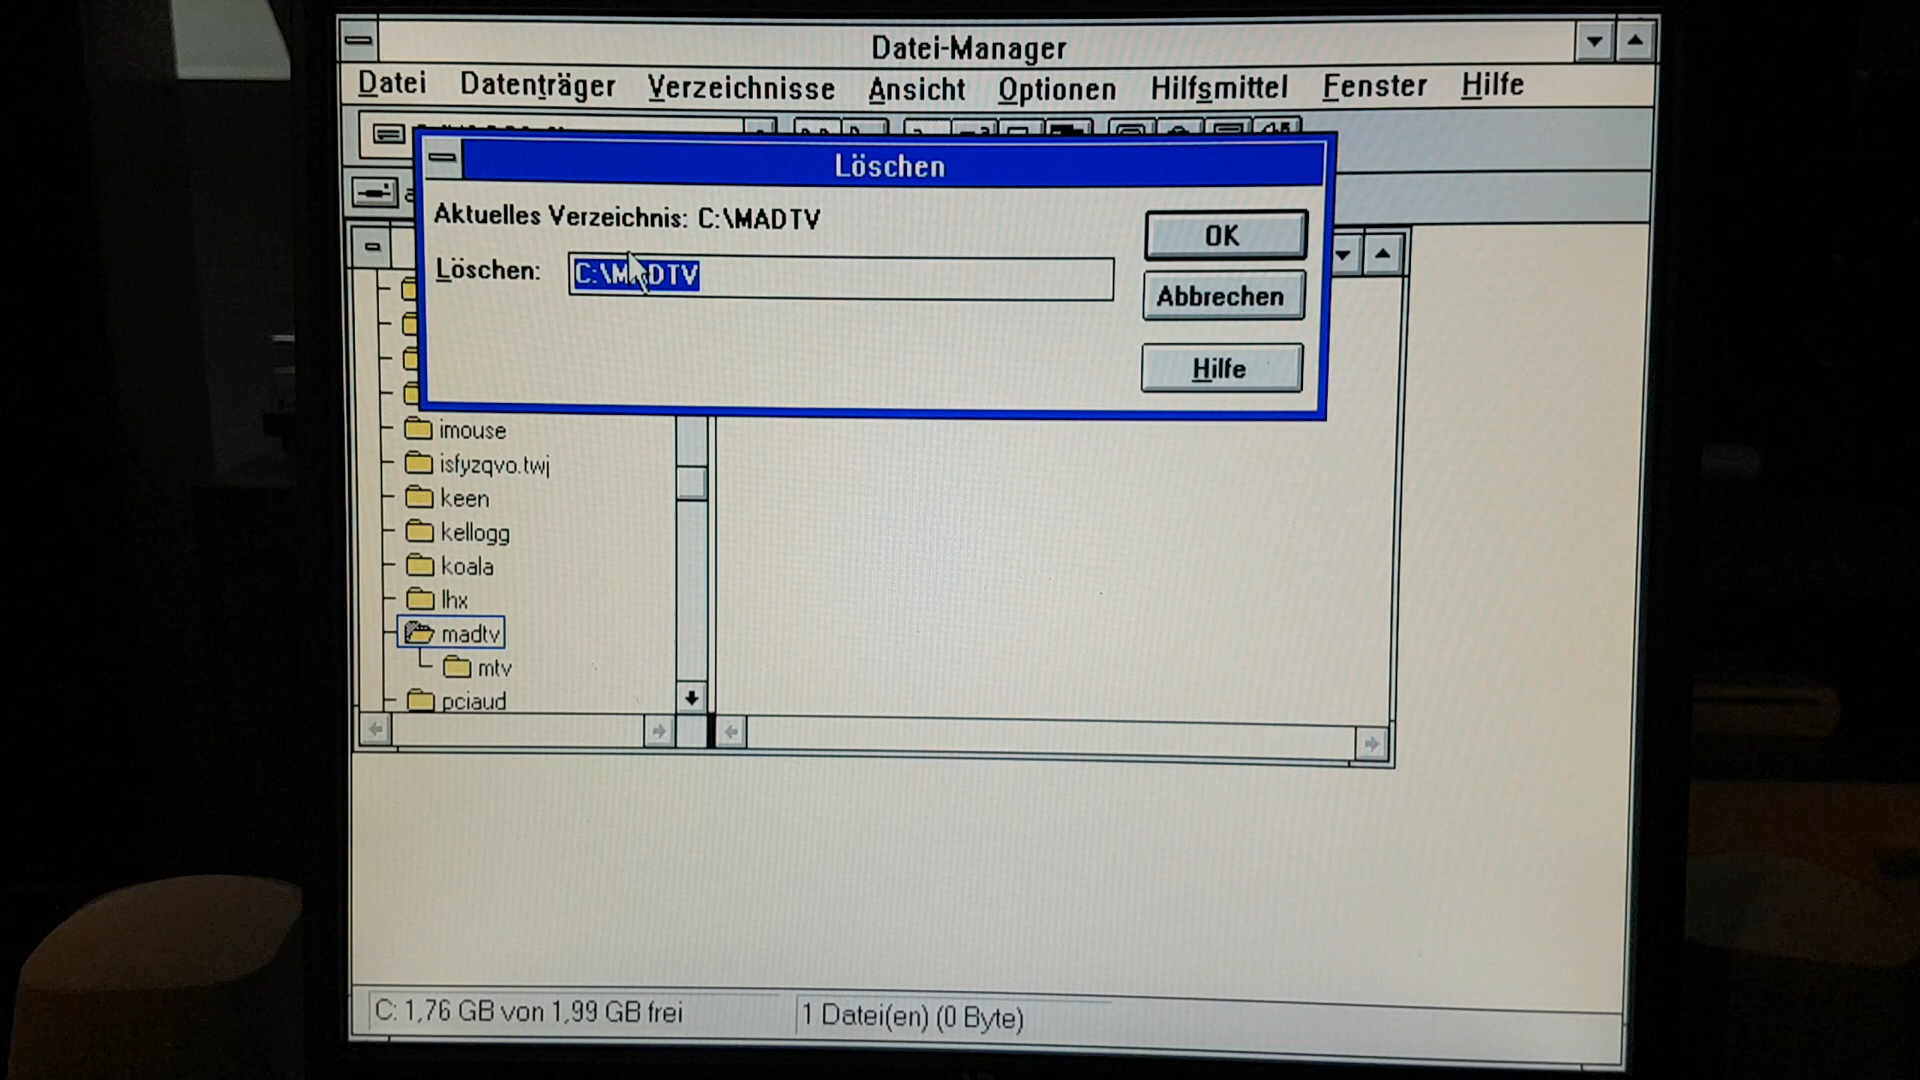 Datei-Manager
Datei Datenträger Verzeichnisse Ansicht Optionen Hilfsmittel Fenster Hilfe
Löschen
Aktuelles Verzeichnis: C:\MADTV
OK
Löschen: C:\MADTV
Abbrechen
Hilfe
imouse
isfyzqvo.twj
keen
kellogg
koala
lhx
madtv
mtv
pciaud
C: 1,76 GB von 1,99 GB frei
1 Datei(en) (0 Byte)